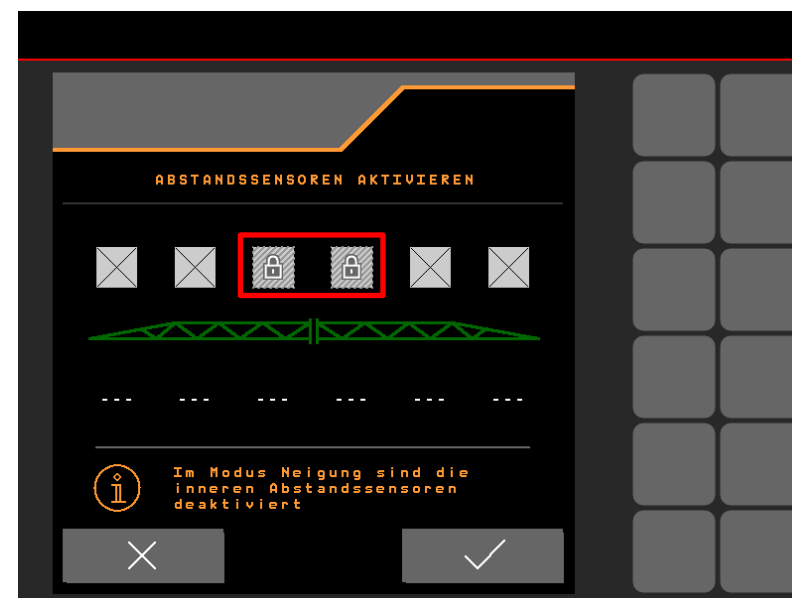 ABSTANDSSENSOREN AKTIVIEREN
--- --- --- --- --- ---
Im Modus Neigung sind die
inneren Abstandssensoren
deaktiviert